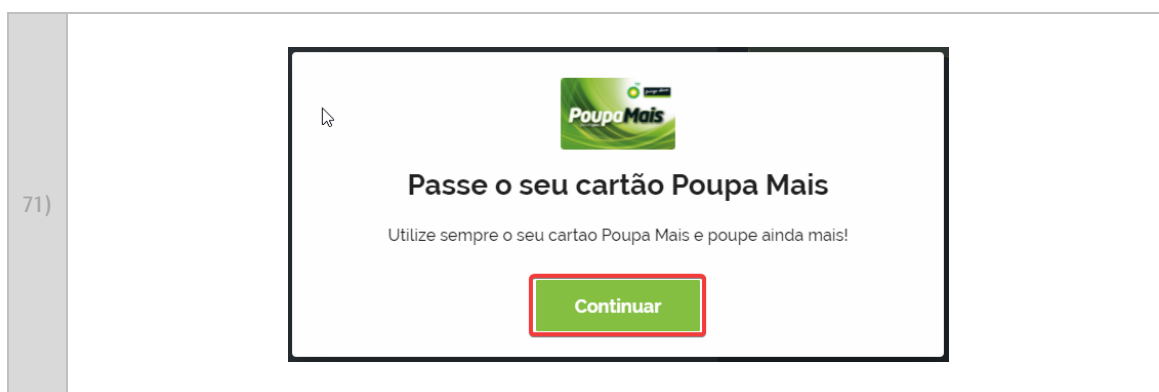 71)
PoupaMais
Passe o seu cartão Poupa Mais
Utilize sempre o seu cartao Poupa Mais e poupe ainda mais!
Continuar